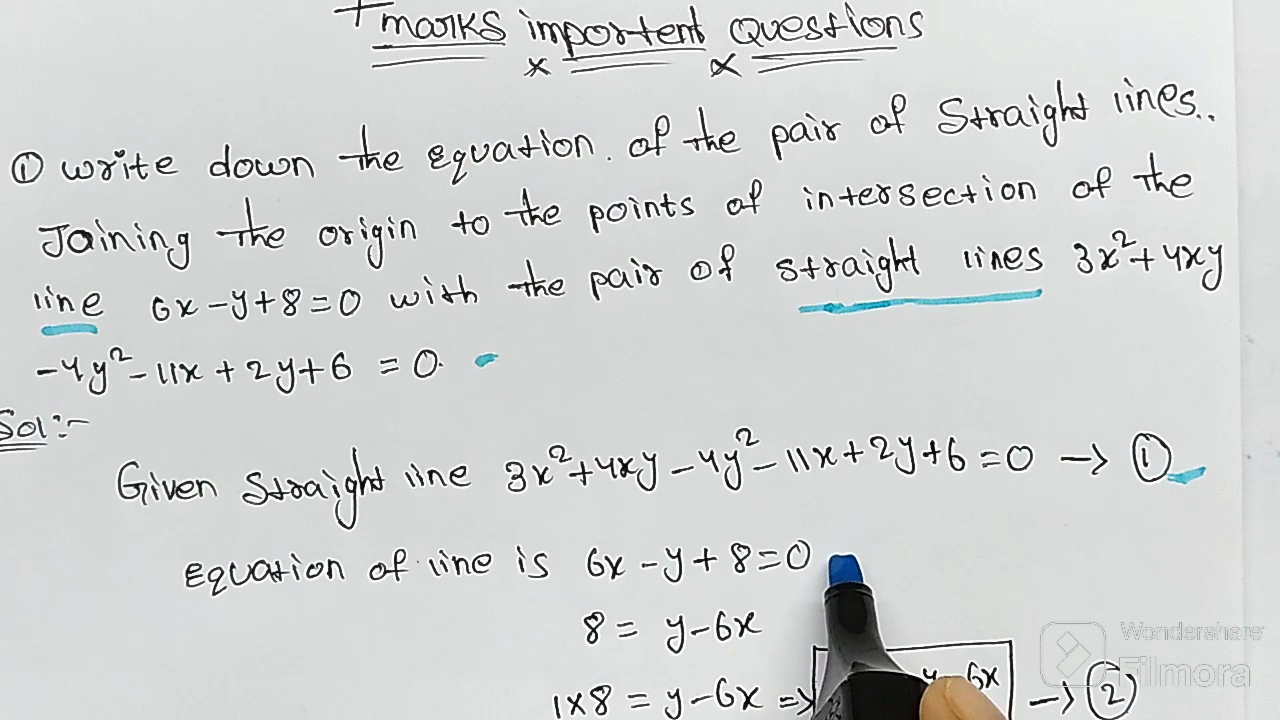 7 marks importent Questions
① write down the equation. of the pair of Straight lines..
Joining the origin to the points of intersection of the
line 6x-y+8=0 with the pair of straight lines 3x²+4xy
-4y²-11x+2y+6 = 0.
Sol:-
Given straight line 3x²+4xy-4y²-11x+2y+6=0 → ①
equation of line is 6x-y+8=0
8 = y-6x
1x8 = y-6x => y-6x → ②
Wondershare
Filmora